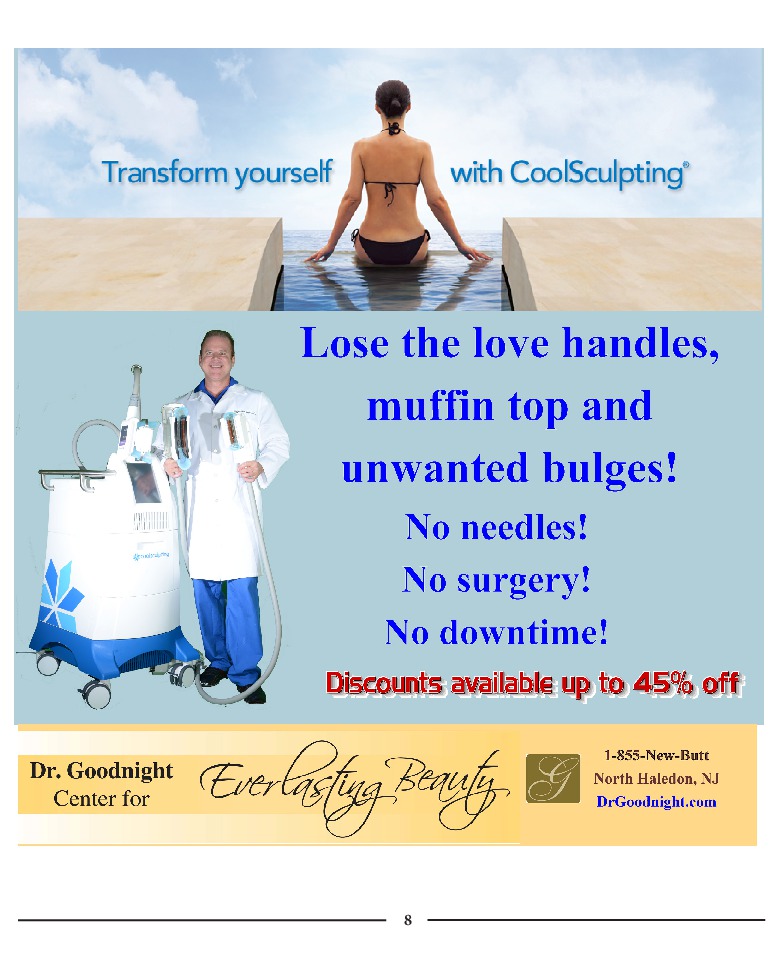 Transform yourself with CoolSculpting®
Lose the love handles,
muffin top and
unwanted bulges!
No needles!
No surgery!
No downtime!
coolsculpting
Discounts available up to 45% off
Dr. Goodnight
Center for
Everlasting Beauty
G
1-855-New-Butt
North Haledon, NJ
DrGoodnight.com
8